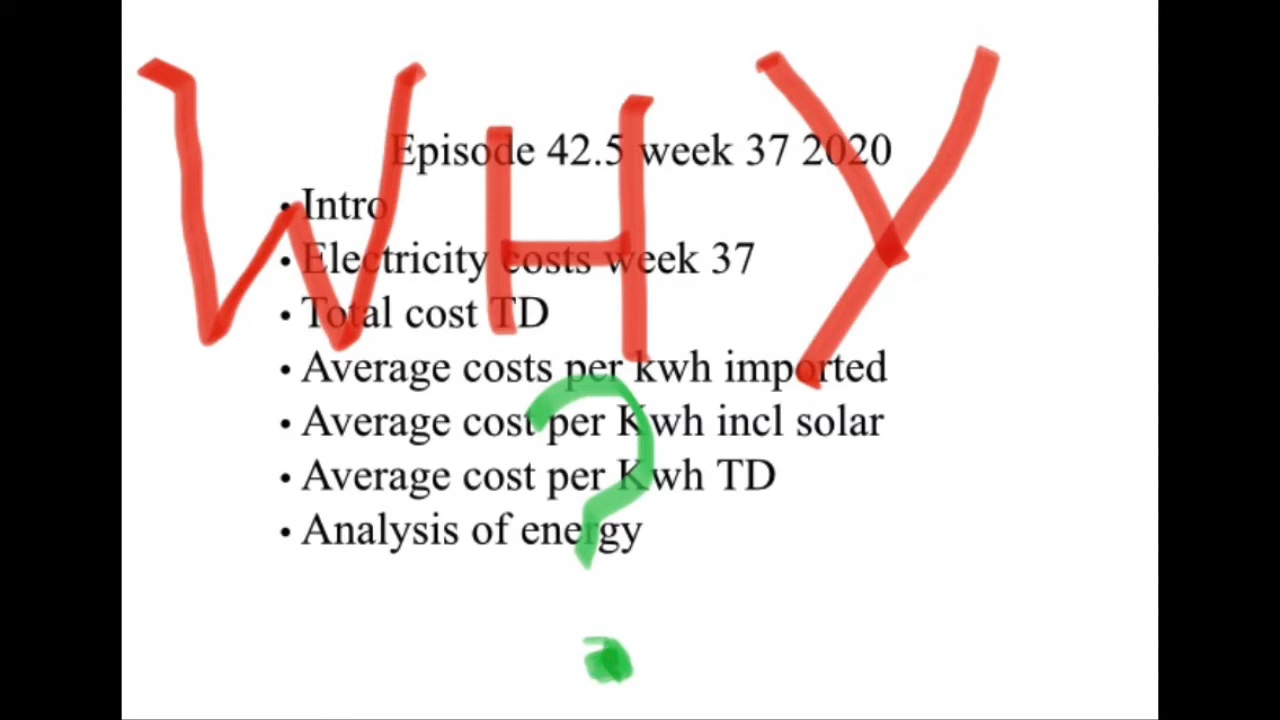 WHY
Episode 42.5 week 37 2020
• Intro
• Electricity costs week 37
• Total cost TD
• Average costs per kwh imported
• Average cost per Kwh incl solar
• Average cost per Kwh TD
• Analysis of energy
?